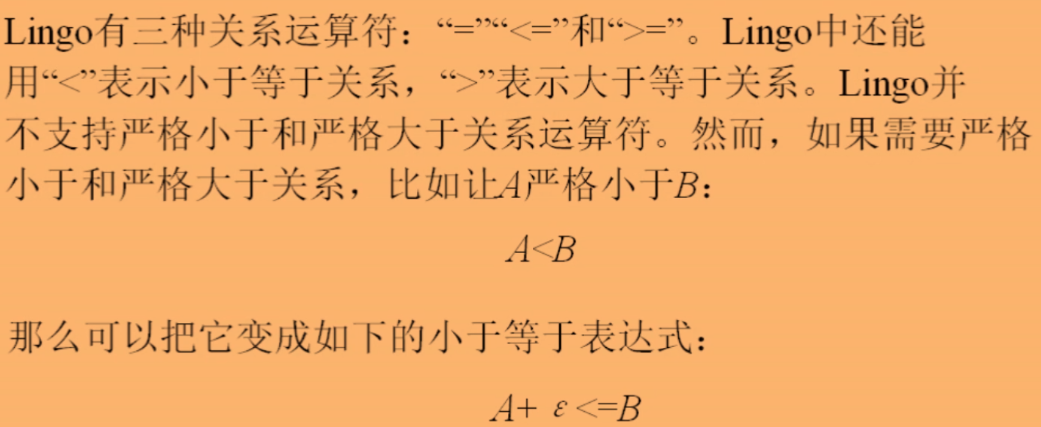 Lingo有三种关系运算符：“=”“<=”和“>=”。Lingo中还能
用“<”表示小于等于关系，“>”表示大于等于关系。Lingo并
不支持严格小于和严格大于关系运算符。然而，如果需要严格
小于和严格大于关系，比如让A严格小于B：
A<B
那么可以把它变成如下的小于等于表达式：
A+ ε<=B